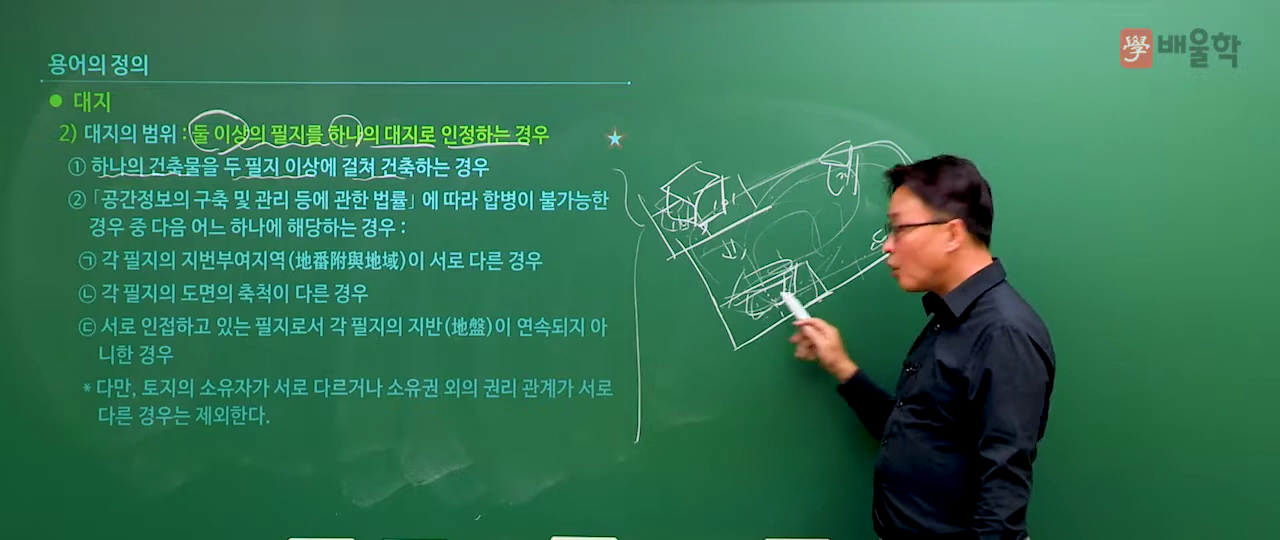 용어의 정의
學 배울학
● 대지
2) 대지의 범위 : 둘 이상의 필지를 하나의 대지로 인정하는 경우
① 하나의 건축물을 두 필지 이상에 걸쳐 건축하는 경우
② 「공간정보의 구축 및 관리 등에 관한 법률」에 따라 합병이 불가능한
경우 중 다음 어느 하나에 해당하는 경우 :
㉠ 각 필지의 지번부여지역(地番附與地域)이 서로 다른 경우
㉡ 각 필지의 도면의 축척이 다른 경우
㉢ 서로 인접하고 있는 필지로서 각 필지의 지반(地盤)이 연속되지 아
니한 경우
* 다만, 토지의 소유자가 서로 다르거나 소유권 외의 권리 관계가 서로
다른 경우는 제외한다.